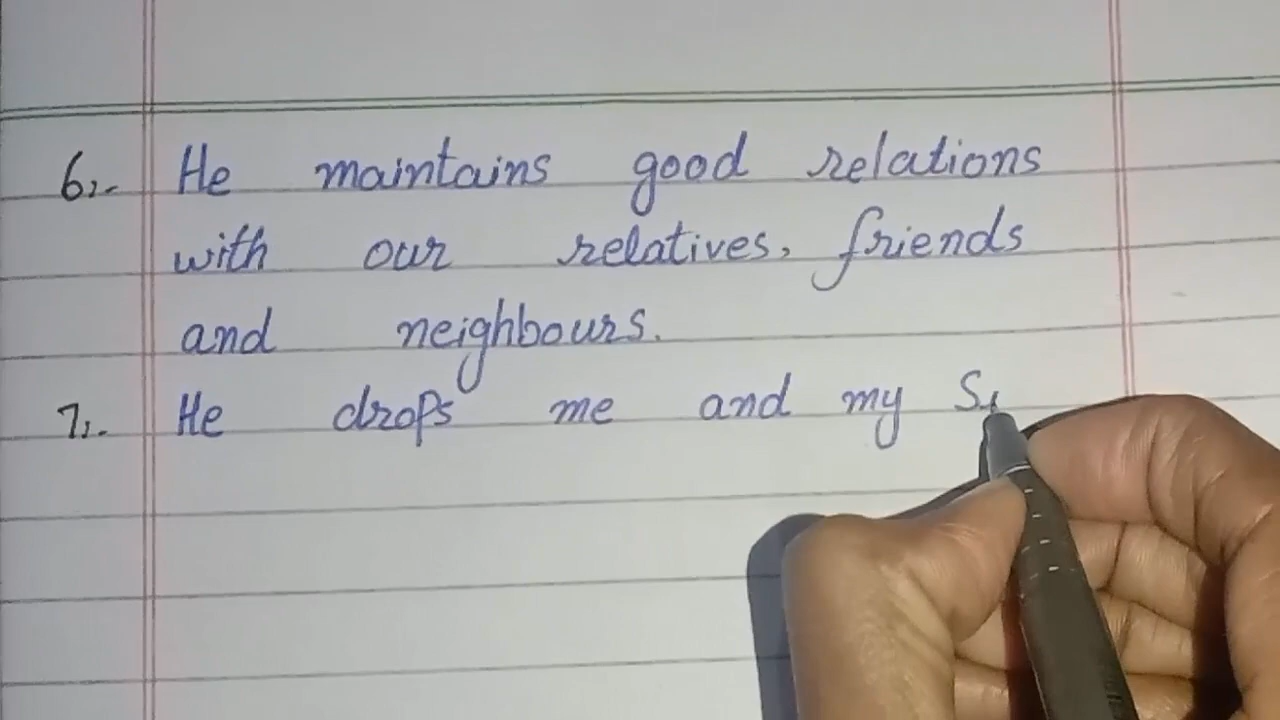 6. He maintains good relations
with our relatives, friends
and neighbours.
7. He drops me and my